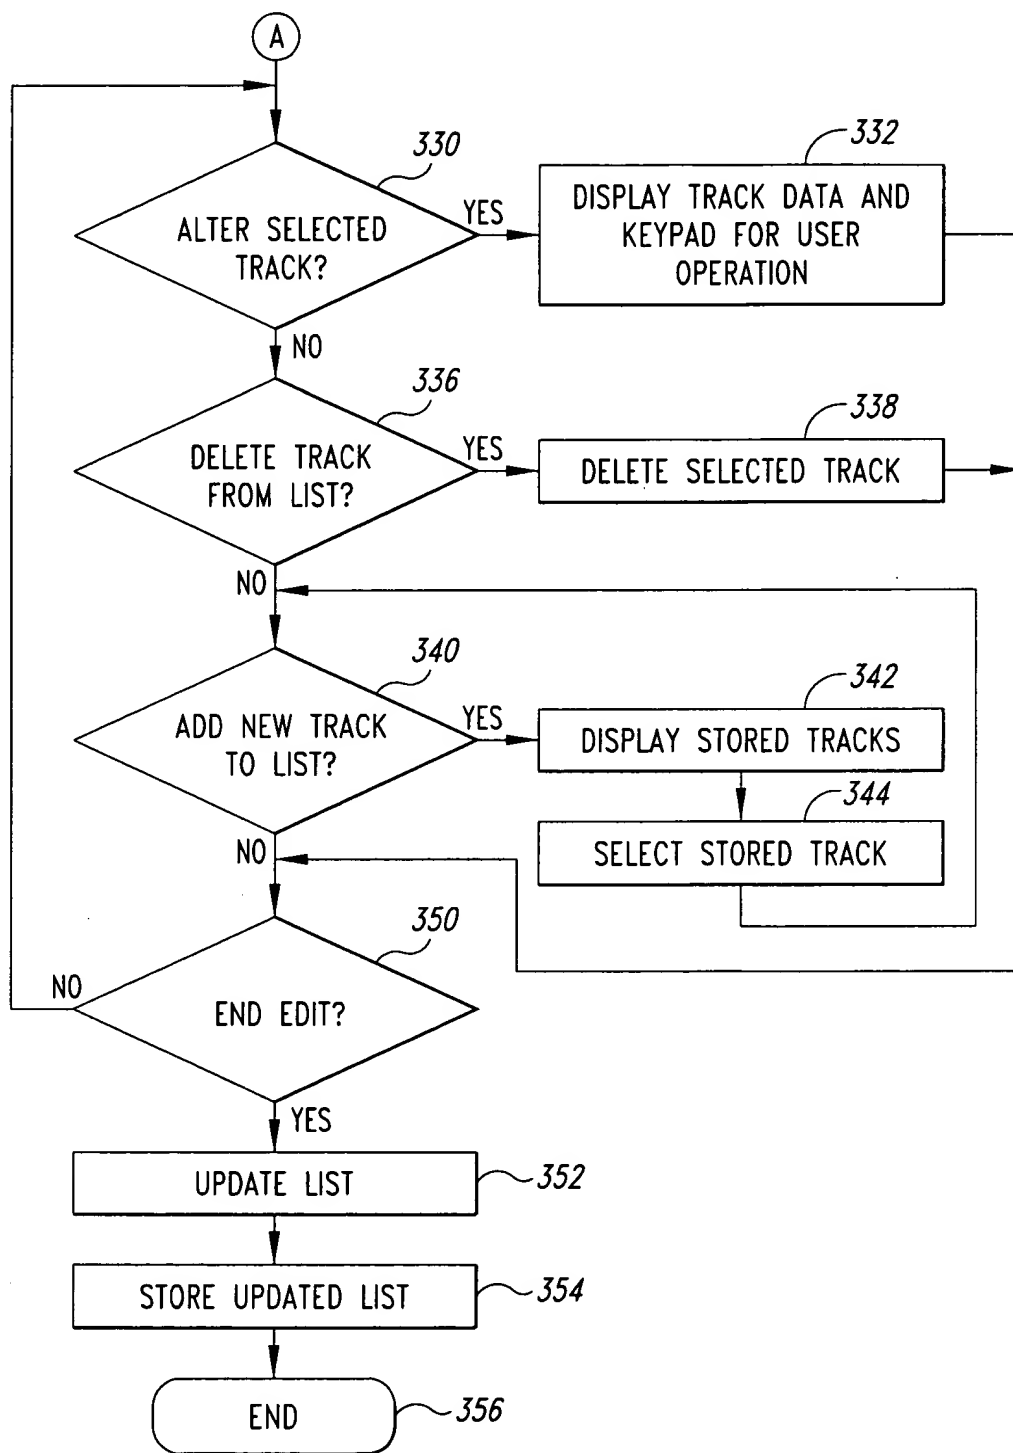 A
330
ALTER SELECTED
TRACK?
YES
332
DISPLAY TRACK DATA AND
KEYPAD FOR USER
OPERATION
NO
336
DELETE TRACK
FROM LIST?
YES
338
DELETE SELECTED TRACK
NO
340
ADD NEW TRACK
TO LIST?
YES
342
DISPLAY STORED TRACKS
344
SELECT STORED TRACK
NO
350
END EDIT?
NO
YES
UPDATE LIST
352
STORE UPDATED LIST
354
END
356